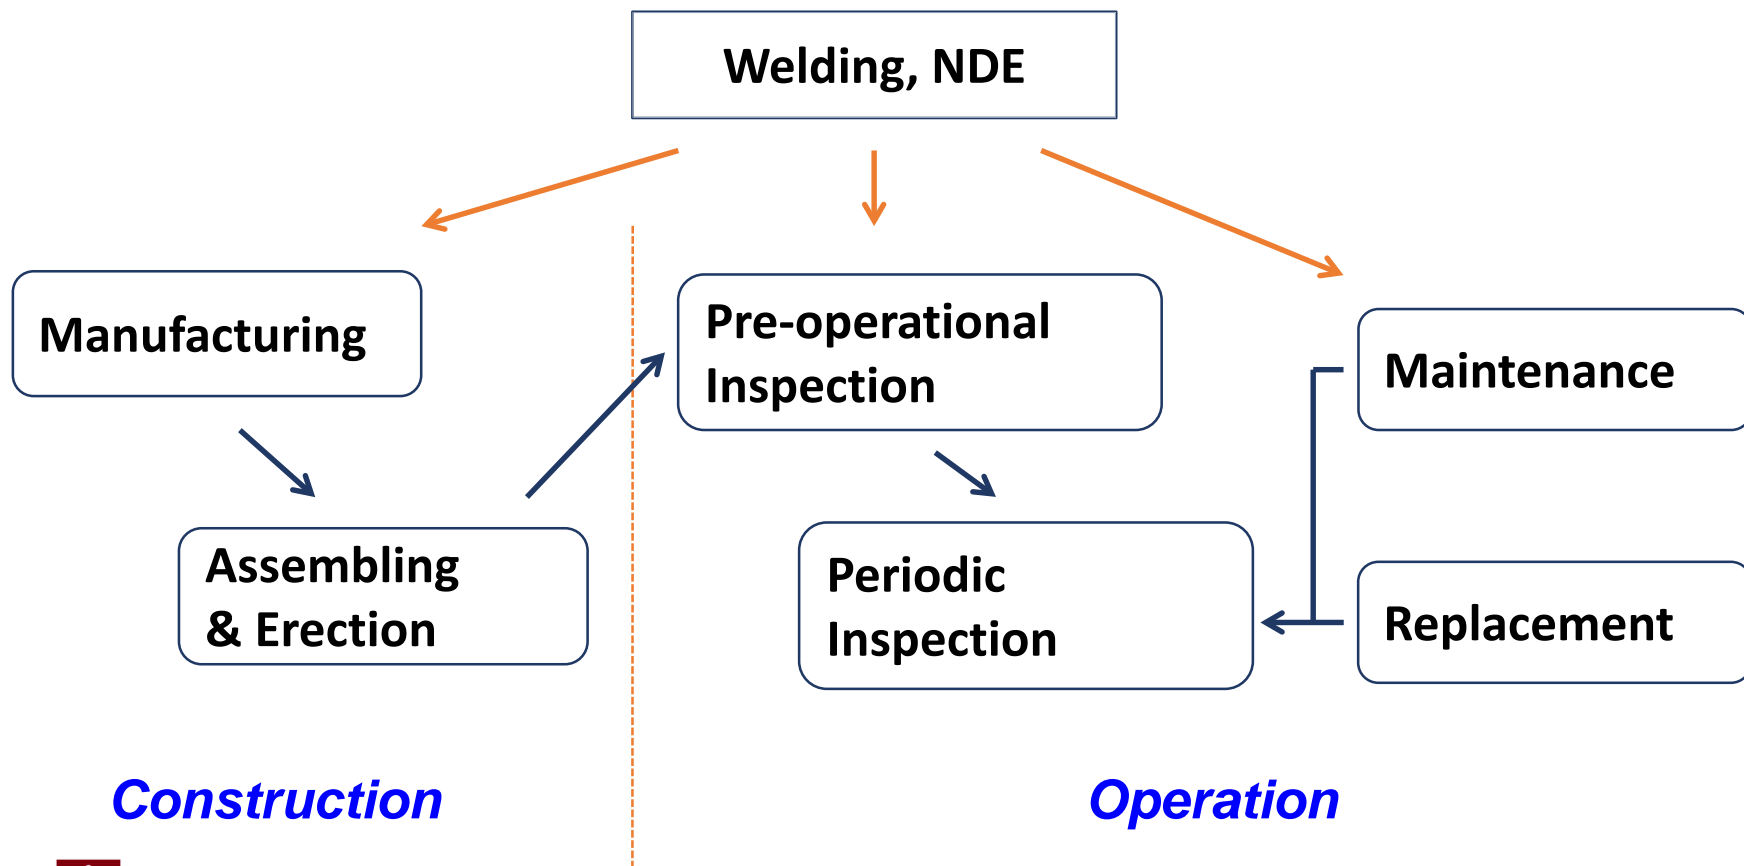 Welding, NDE
Manufacturing
Pre-operational
Inspection
Maintenance
Assembling
& Erection
Periodic
Inspection
Replacement
Construction
Operation